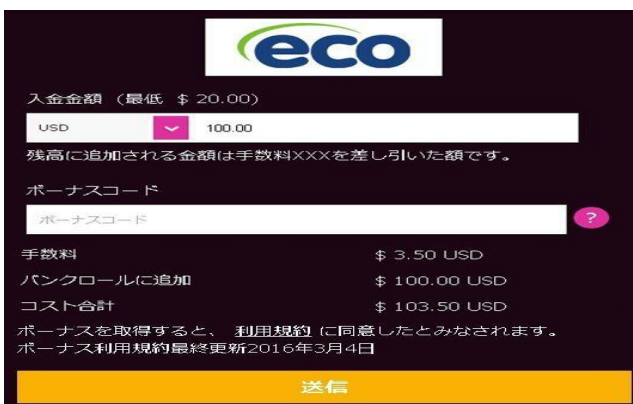 eco
入金金額 (最低 $ 20.00)
USD 100.00
残高に追加される金額は手数料XXXを差し引いた額です。
ボーナスコード
ボーナスコード ?
手数料 $ 3.50 USD
バンクロールに追加 $ 100.00 USD
コスト合計 $ 103.50 USD
ボーナスを取得すると、 利用規約 に同意したとみなされます。
ボーナス利用規約最終更新2016年3月4日
送信